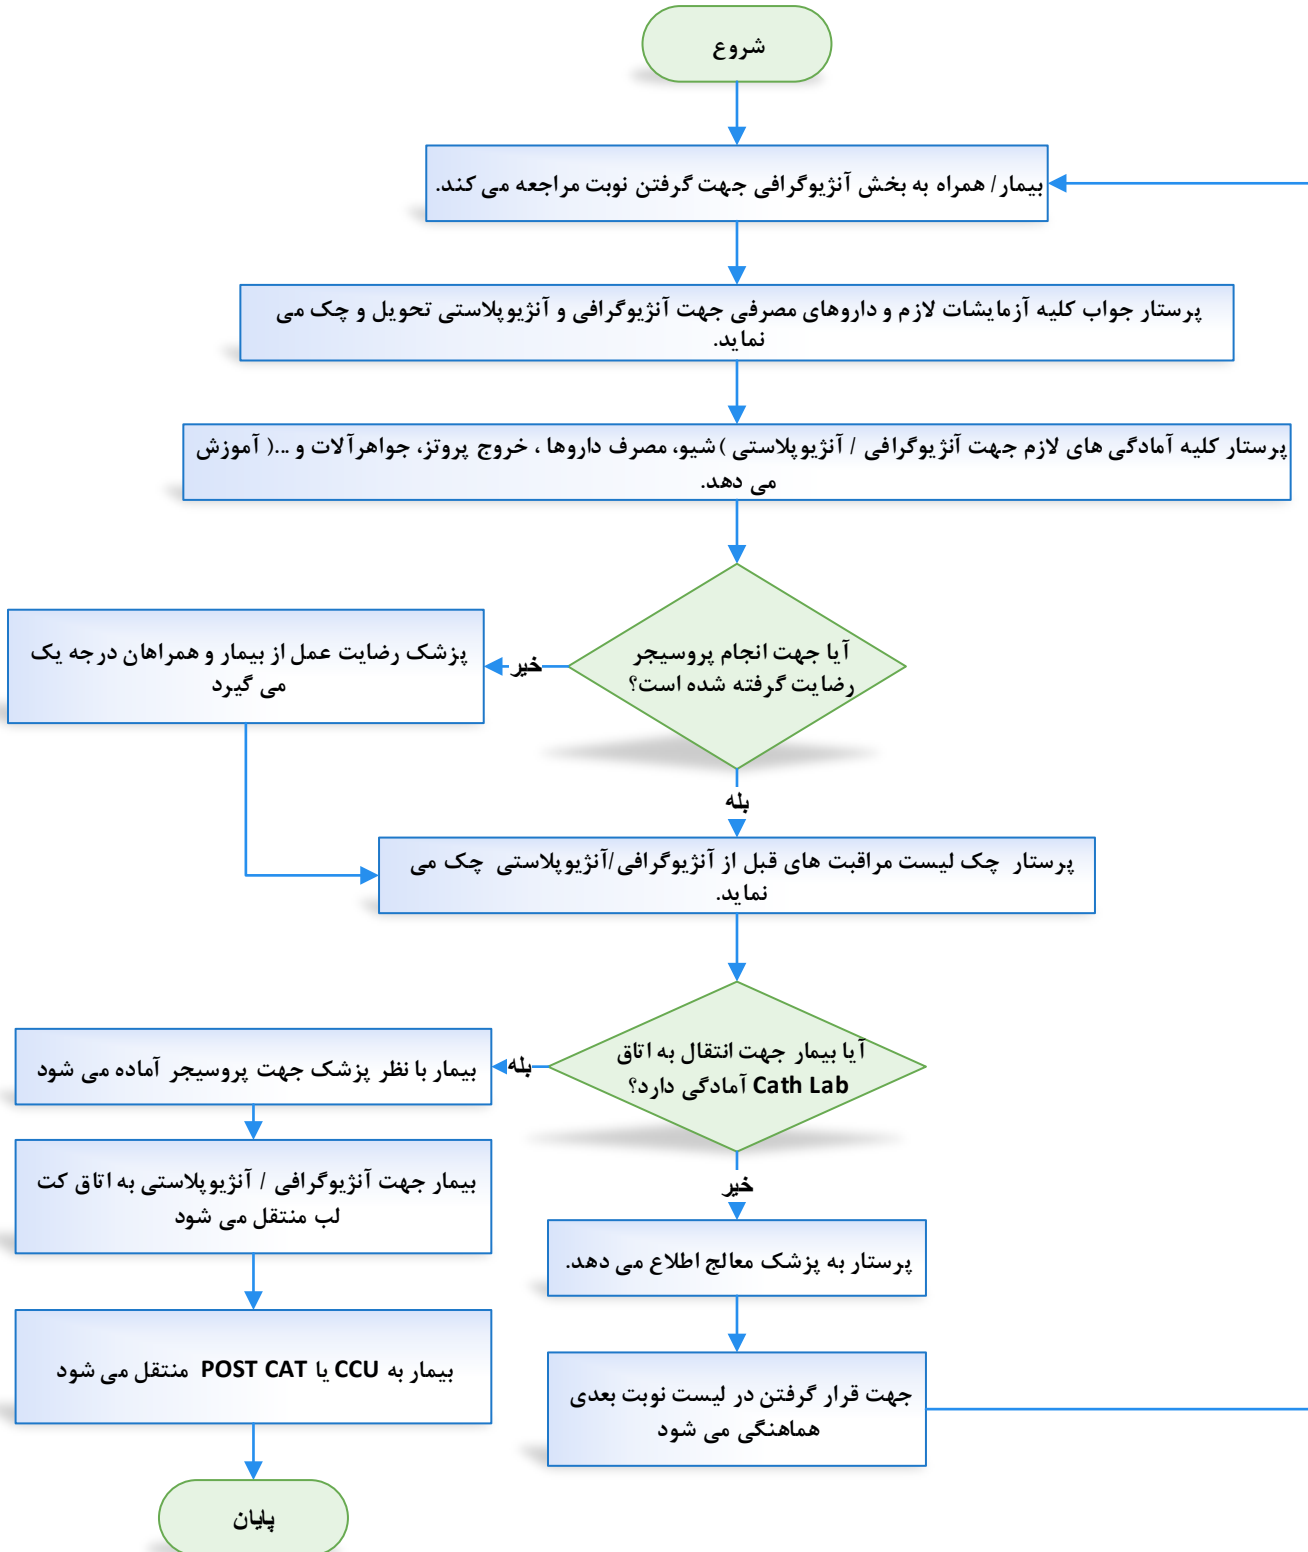 شروع
بیمار/ همراه به بخش آنژیوگرافی جهت گرفتن نوبت مراجعه می کند.
پرستار جواب کلیه آزمایشات لازم و داروهای مصرفی جهت آنژیوگرافی و آنژیوپلاستی تحویل و چک می
نماید.
پرستار کلیه آمادگی های لازم جهت آنژیوگرافی / آنژیوپلاستی )شیو، مصرف داروها ، خروج پروتز، جواهرآلات و ...( آموزش
می دهد.
آیا جهت انجام پروسیجر
رضایت گرفته شده است؟
خیر
پزشک رضایت عمل از بیمار و همراهان درجه یک
می گیرد
بله
پرستار چک لیست مراقبت های قبل از آنژیوگرافی/آنژیوپلاستی چک می
نماید.
آیا بیمار جهت انتقال به اتاق
Cath Lab آمادگی دارد؟
بله
بیمار با نظر پزشک جهت پروسیجر آماده می شود
بیمار جهت آنژیوگرافی / آنژیوپلاستی به اتاق کت
لب منتقل می شود
بیمار به CCU یا POST CAT منتقل می شود
پایان
خیر
پرستار به پزشک معالج اطلاع می دهد.
جهت قرار گرفتن در لیست نوبت بعدی
هماهنگی می شود